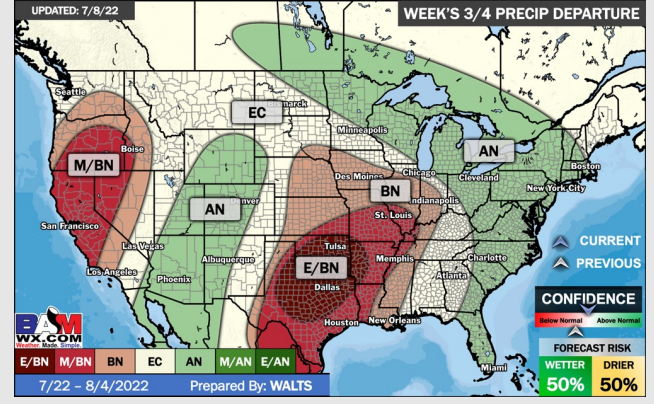 UPDATED: 7/8/22
WEEK'S 3/4 PRECIP DEPARTURE
Seattle
EC
Minneapolis
Boise
M/BN
AN
Boston
Chicago
Cleveland
Des Moines
New York City
BN
AN
St. Louis
San Francisco
Las Vegas
CURRENT
Tulsa
Albuquerque
Memphis
Charlotte
PREVIOUS
E/BN
Los Angeles
Phoenix
Dallas
Atlanta
CONFIDENCE
Below Normal Above Normal
Houston
New Orleans
BAM
WX.COM
Weather. Made. Simple.
FORECAST RISK
E/BN M/BN BN EC AN M/AN E/AN
Miami
WETTER DRIER
50% 50%
7/22 – 8/4/2022 Prepared By: WALTS